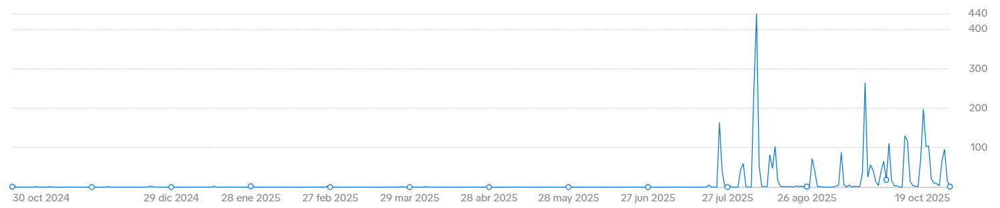 440
400
300
200
100
30 oct 2024
29 dic 2024
28 ene 2025
27 feb 2025
29 mar 2025
28 abr 2025
28 may 2025
27 jun 2025
27 jul 2025
26 ago 2025
19 oct 2025